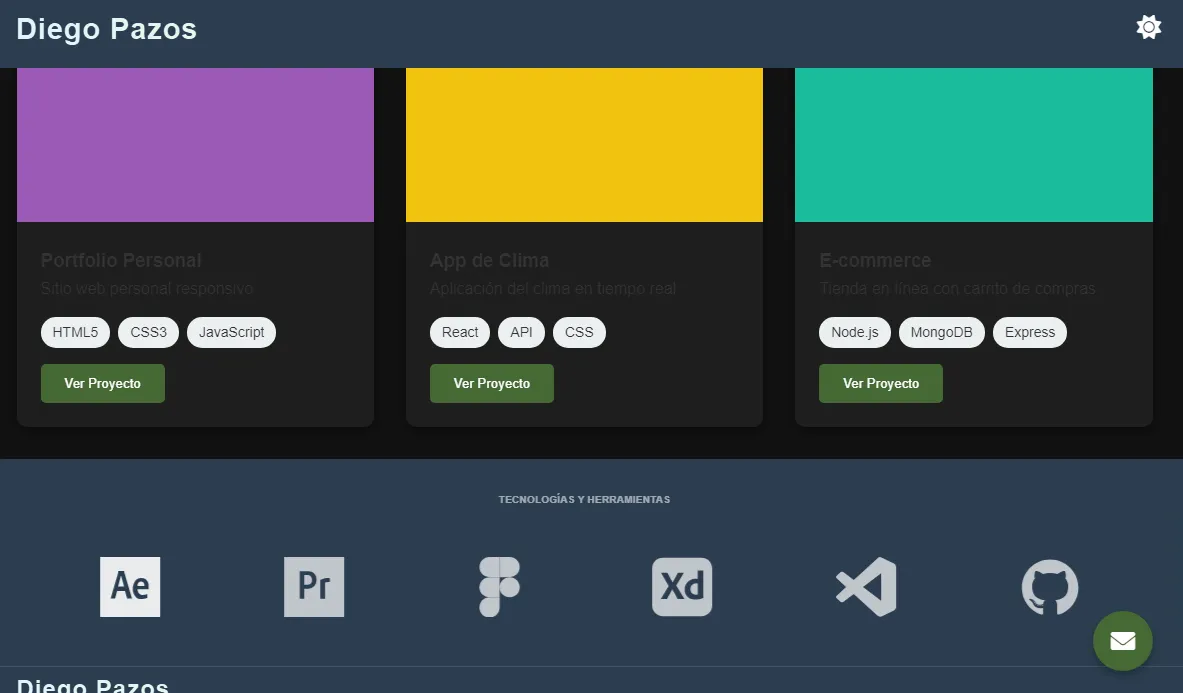 Diego Pazos
Portfolio Personal
Sitio web personal responsivo
HTML5 CSS3 JavaScript
Ver Proyecto
App de Clima
Aplicación del clima en tiempo real
React API CSS
Ver Proyecto
E-commerce
Tienda en línea con carrito de compras
Node.js MongoDB Express
Ver Proyecto
TECNOLOGÍAS Y HERRAMIENTAS
Ae Pr Xd
Diego Pazos